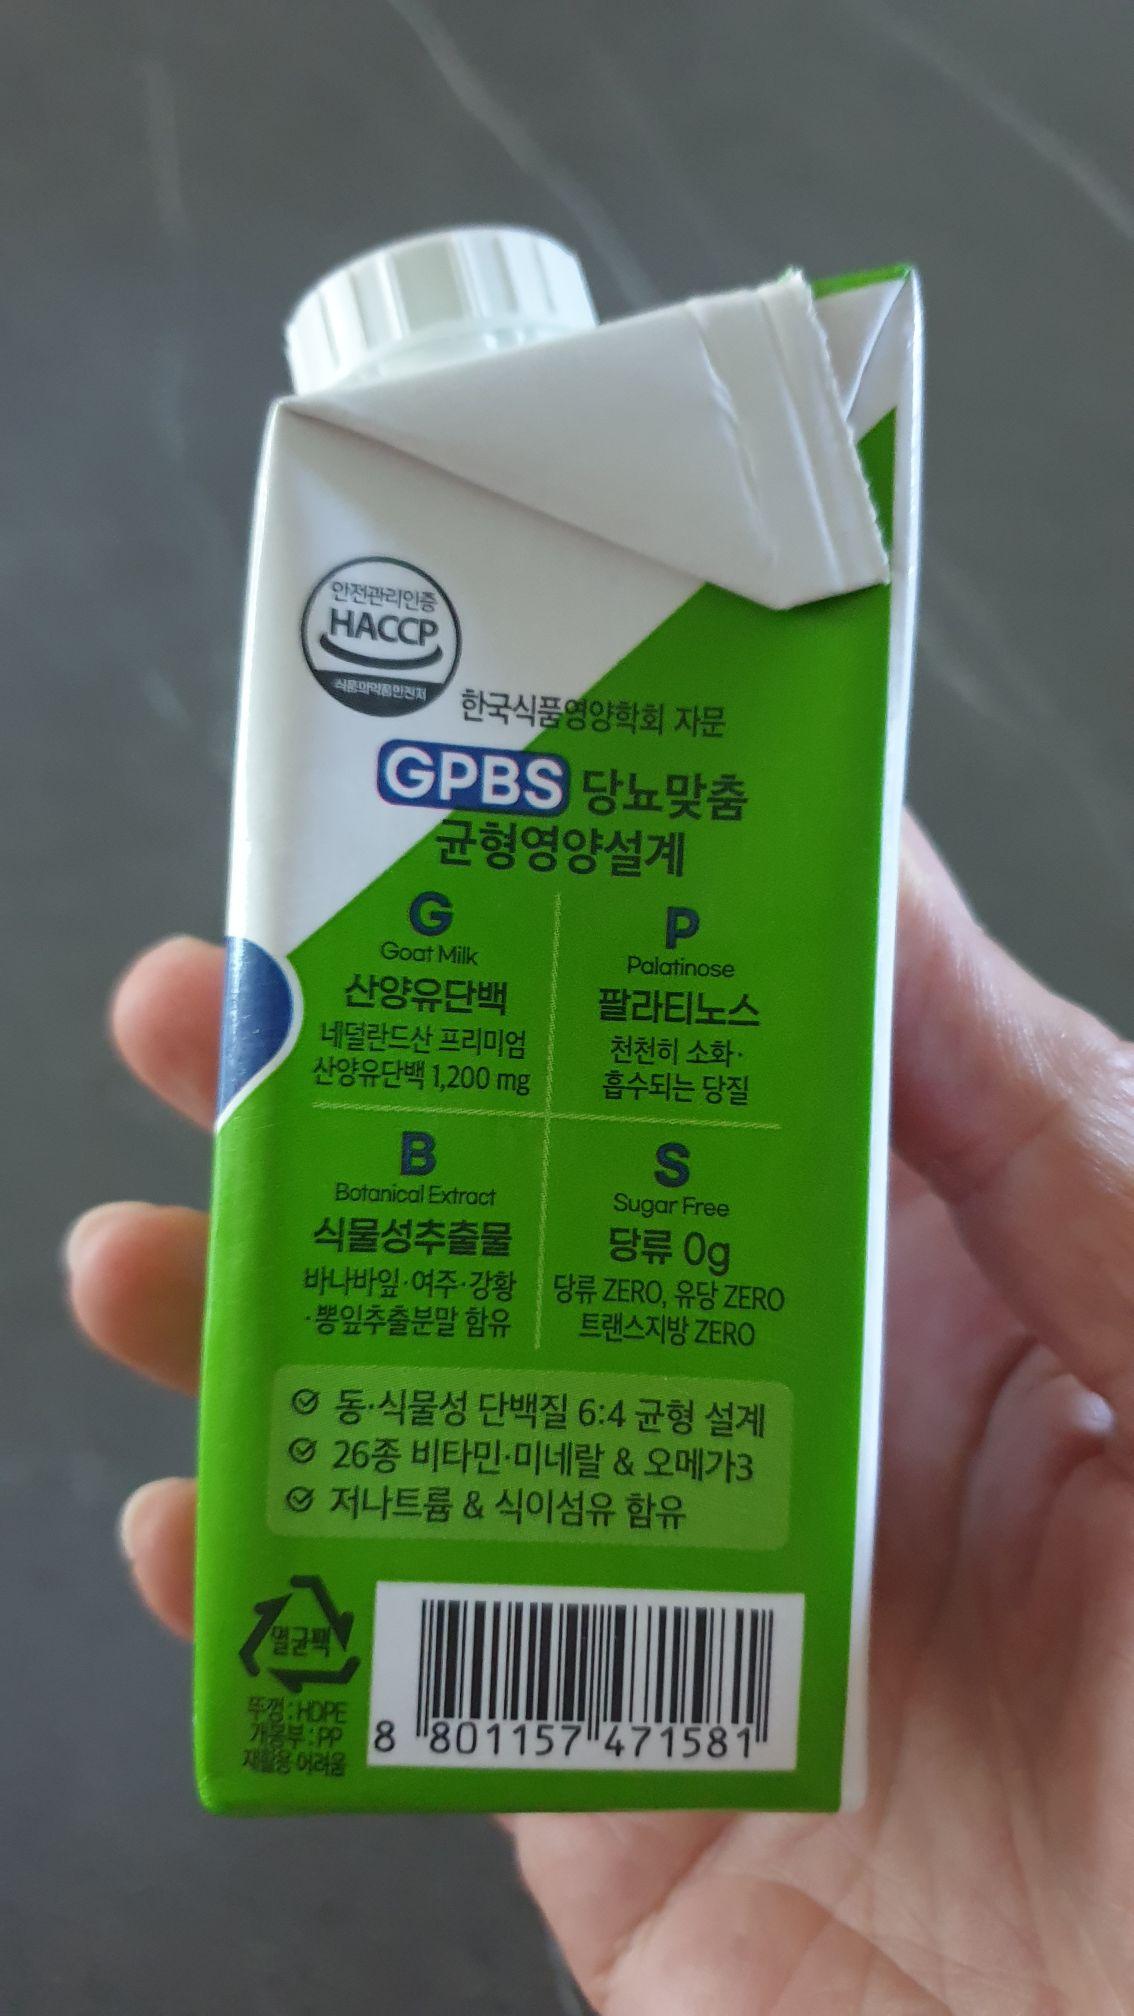 안전관리인증
HACCP
식품의약품안전처
한국식품영양학회 자문
GPBS 당뇨맞춤
균형영양설계
G
Goat Milk
산양유단백
네덜란드산 프리미엄
산양유단백 1,200 mg
P
Palatinose
팔라티노스
천천히 소화·
흡수되는 당질
B
Botanical Extract
식물성추출물
바나바잎·여주·강황
·뽕잎추출분말 함유
S
Sugar Free
당류 0g
당류 ZERO, 유당 ZERO
트랜스지방 ZERO
동·식물성 단백질 6:4 균형 설계
26종 비타민·미네랄 & 오메가3
저나트륨 & 식이섬유 함유
멸균팩
뚜껑:HDPE
개봉부:PP
재활용 어려움
8 801157 471581